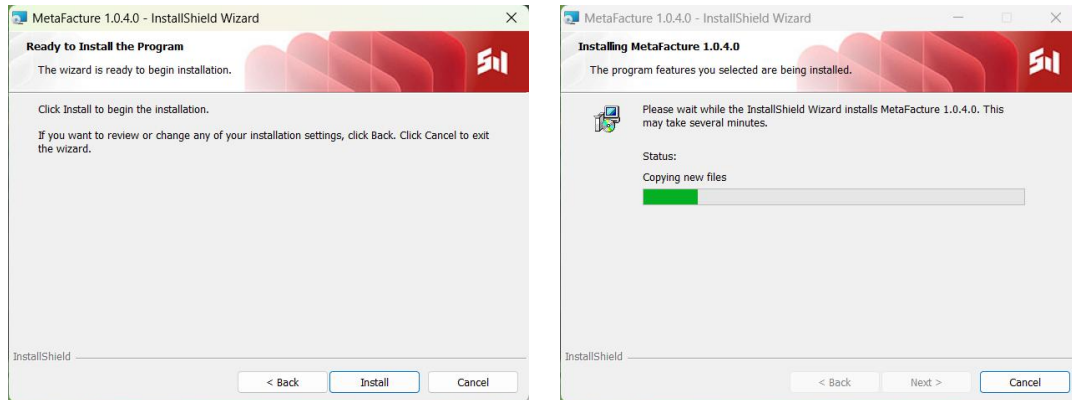 MetaFacture 1.0.4.0 - InstallShield Wizard
Ready to Install the Program
The wizard is ready to begin installation.
Click Install to begin the installation.
If you want to review or change any of your installation settings, click Back. Click Cancel to exit
the wizard.
InstallShield
< Back Install Cancel
MetaFacture 1.0.4.0 - InstallShield Wizard
Installing MetaFacture 1.0.4.0
The program features you selected are being installed.
Please wait while the InstallShield Wizard installs MetaFacture 1.0.4.0. This
may take several minutes.
Status:
Copying new files
InstallShield
< Back Next > Cancel